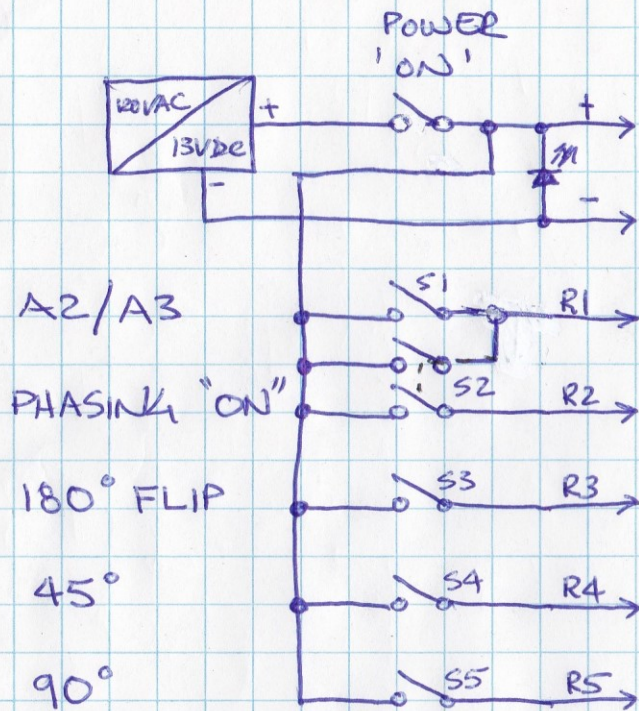 POWER
'ON'
120VAC
13VDC
+
-
+
-
A2/A3
S1
R1
PHASING "ON"
S2
R2
180° FLIP
S3
R3
45°
S4
R4
90°
S5
R5